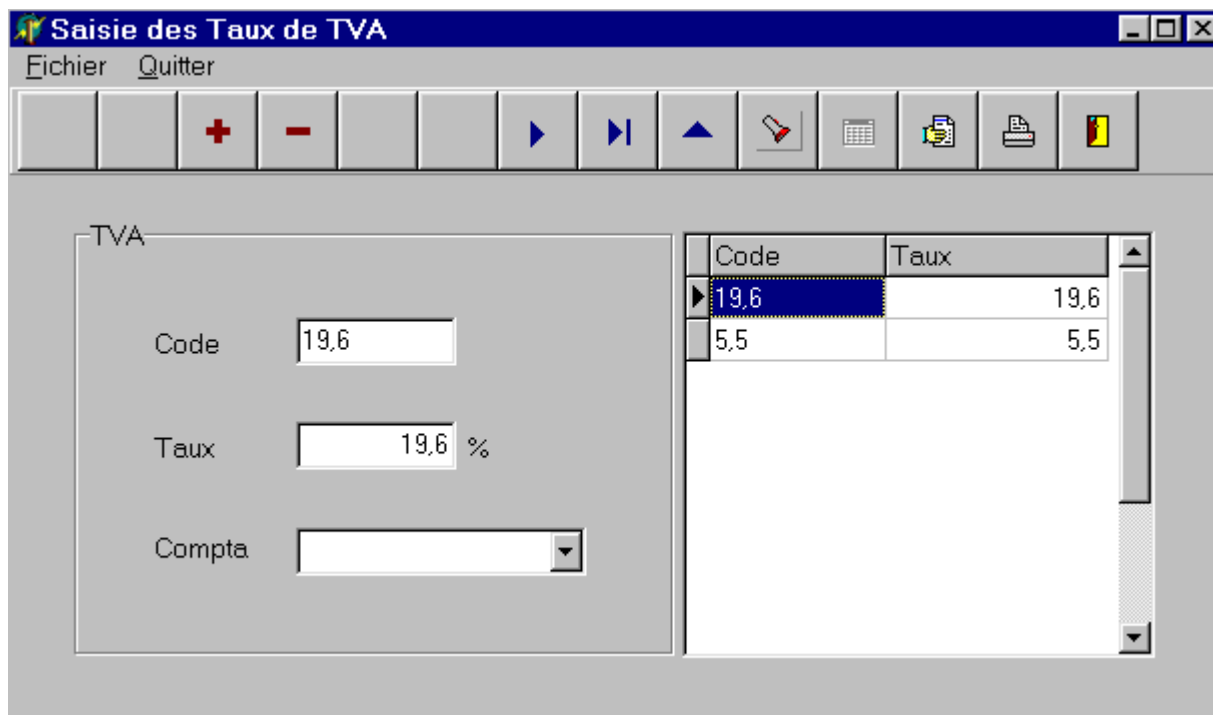 Saisie des Taux de TVA
Fichier Quitter
TVA
Code 19,6
Taux 19,6 %
Compta
Code Taux
19,6 19,6
5,5 5,5